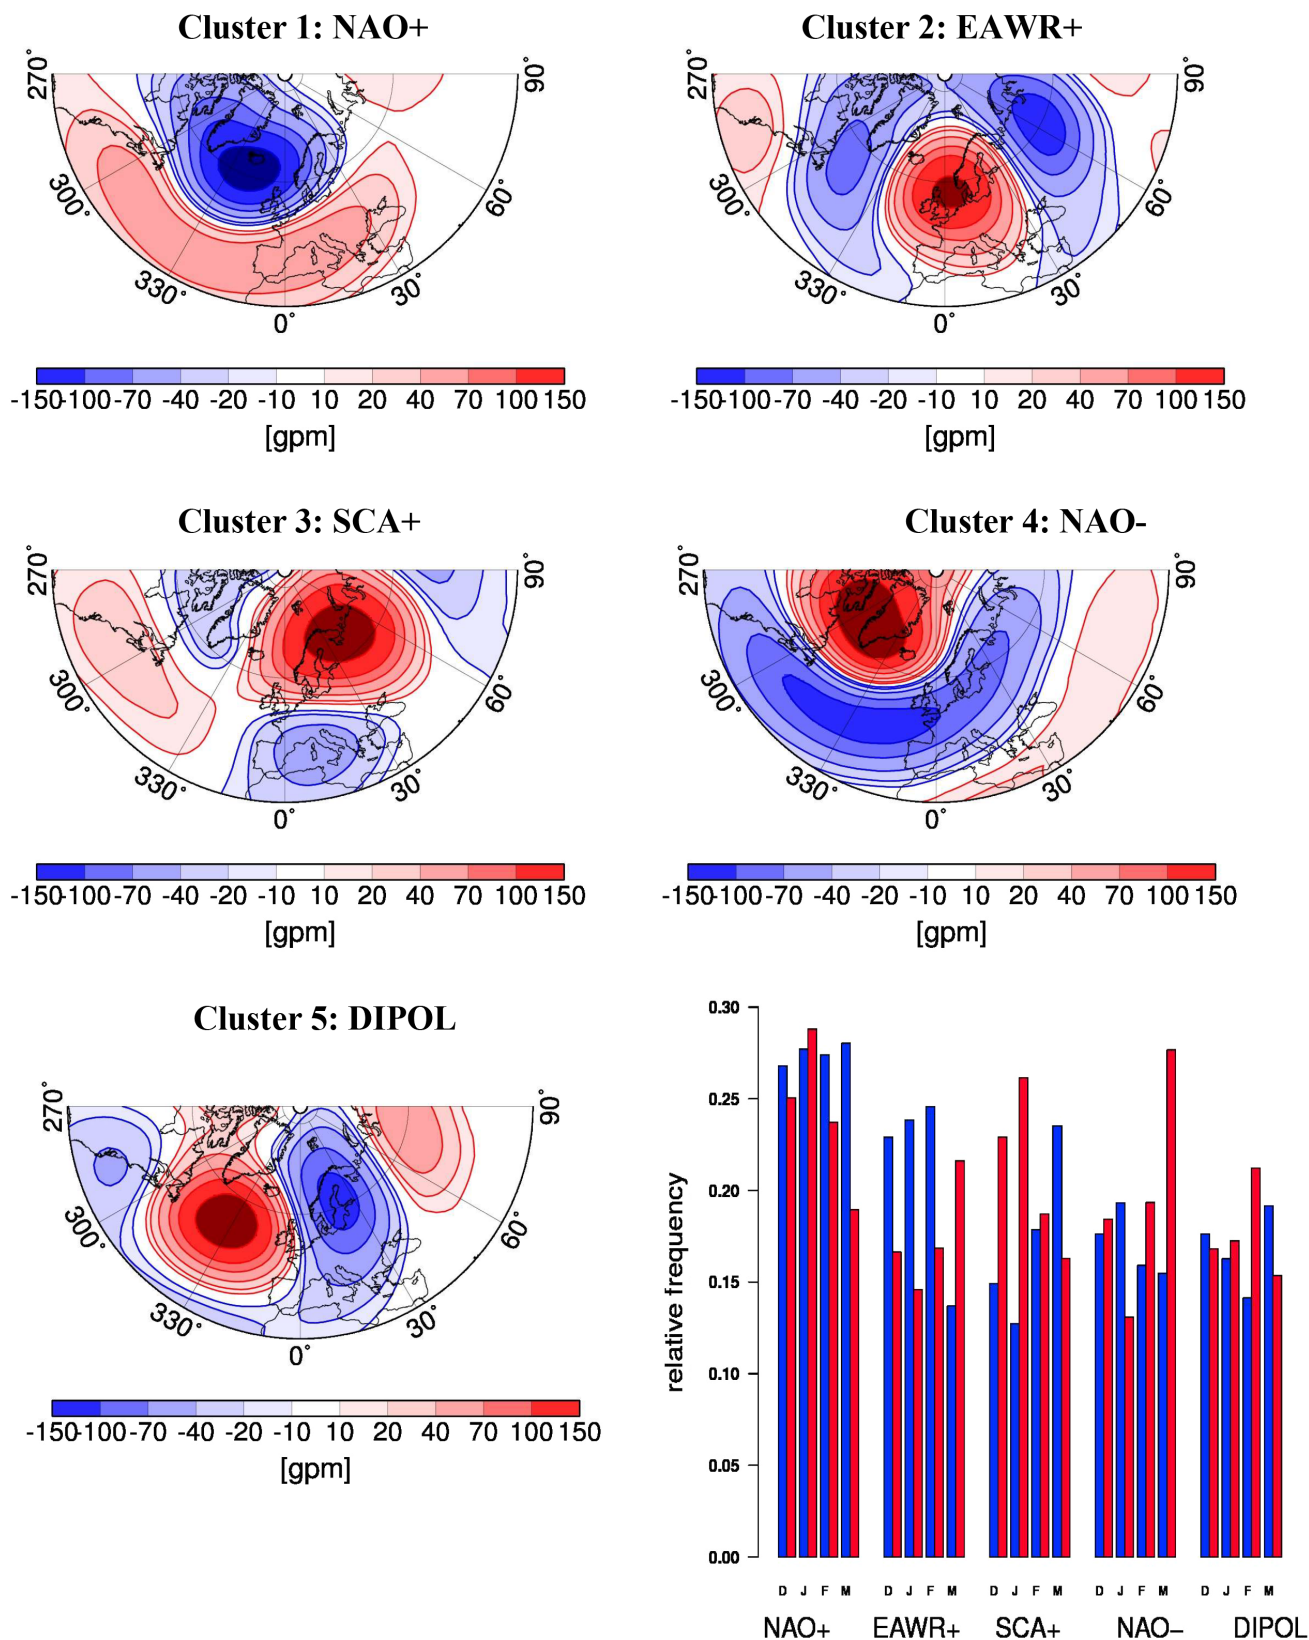 Cluster 1: NAO+
Cluster 2: EAWR+
270° 300° 330° 0° 30° 60° 90°
270° 300° 330° 0° 30° 60° 90°
-150 -100 -70 -40 -20 -10 10 20 40 70 100 150
[gpm]
-150 -100 -70 -40 -20 -10 10 20 40 70 100 150
[gpm]
Cluster 3: SCA+
Cluster 4: NAO-
270° 300° 330° 0° 30° 60° 90°
270° 300° 330° 0° 30° 60° 90°
-150 -100 -70 -40 -20 -10 10 20 40 70 100 150
[gpm]
-150 -100 -70 -40 -20 -10 10 20 40 70 100 150
[gpm]
Cluster 5: DIPOL
270° 300° 330° 0° 30° 60° 90°
-150 -100 -70 -40 -20 -10 10 20 40 70 100 150
[gpm]
relative frequency
0.30
0.25
0.20
0.15
0.10
0.05
0.00
D J F M D J F M D J F M D J F M D J F M
NAO+ EAWR+ SCA+ NAO− DIPOL